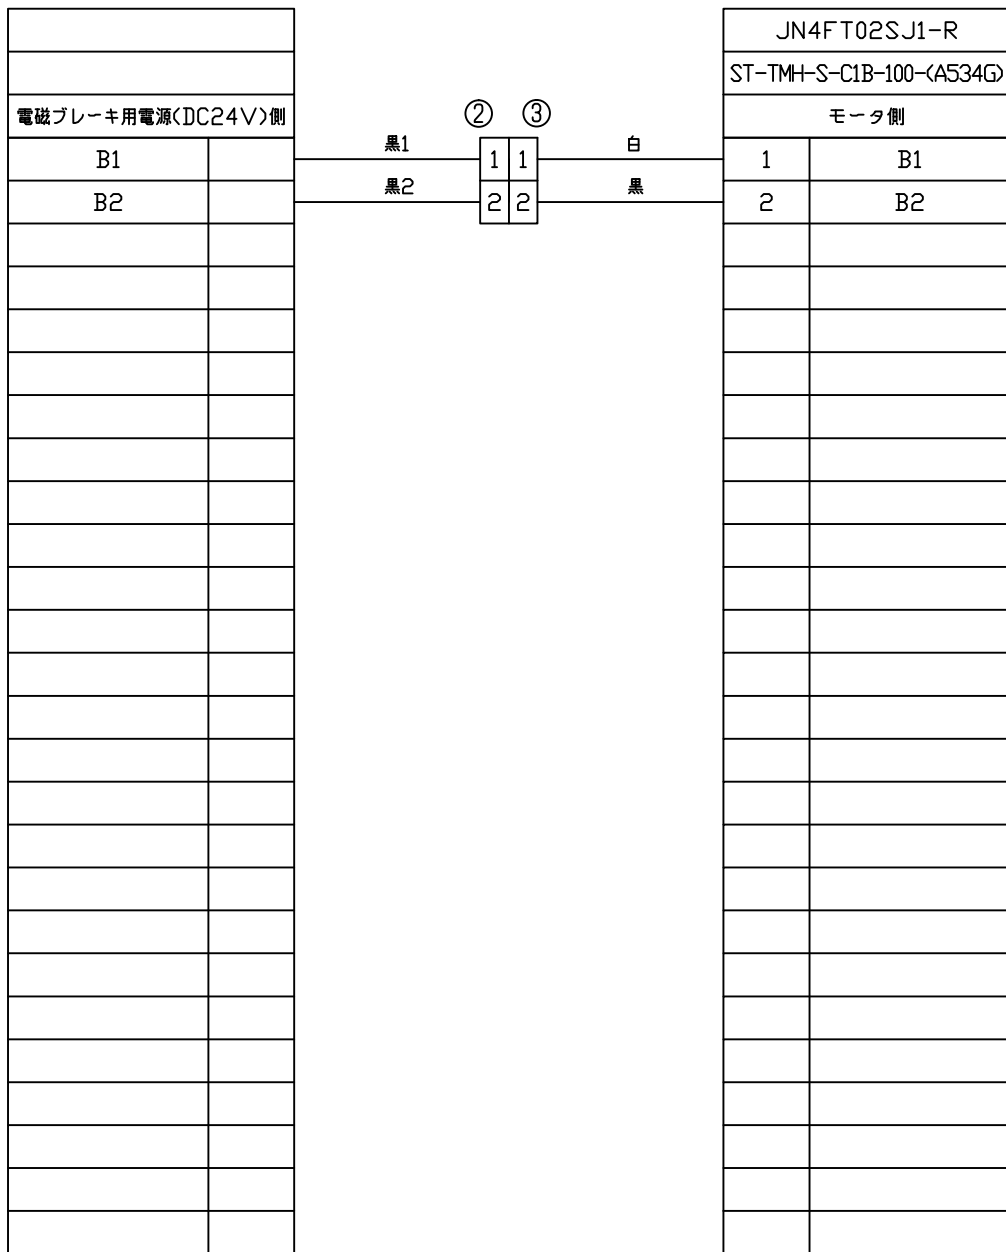 JN4FT02SJ1-R
ST-TMH-S-C1B-100-(A534G)
電磁ブレーキ用電源(DC24V)側
② ③
モータ側
B1
黒1
1 1
白
1
B1
B2
黒2
2 2
黒
2
B2